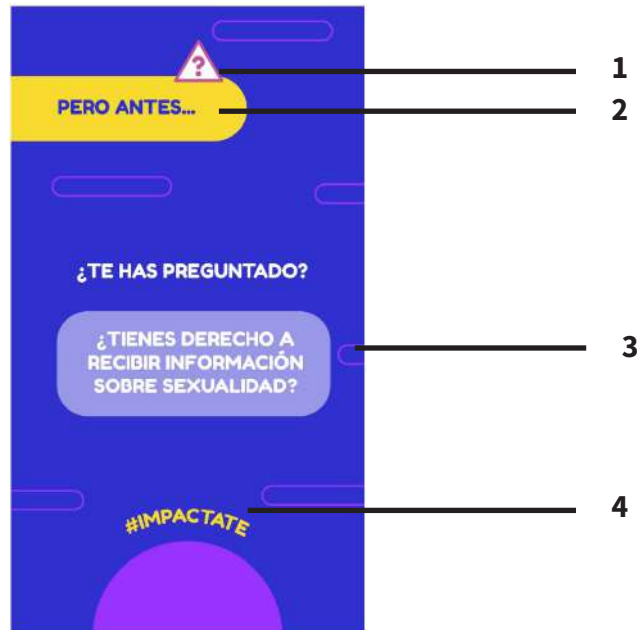 ?
1
PERO ANTES...
2
¿TE HAS PREGUNTADO?
¿TIENES DERECHO A
RECIBIR INFORMACIÓN
SOBRE SEXUALIDAD?
3
#IMPACTATE
4